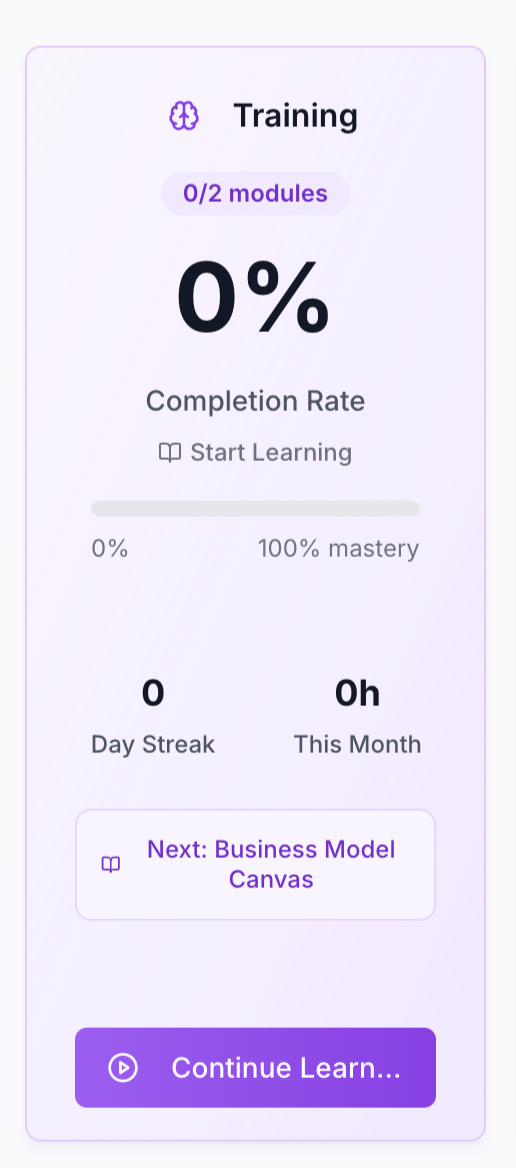 Training
0/2 modules
0%
Completion Rate
Start Learning
0% 100% mastery
0 0h
Day Streak This Month
Next: Business Model
Canvas
Continue Learn...